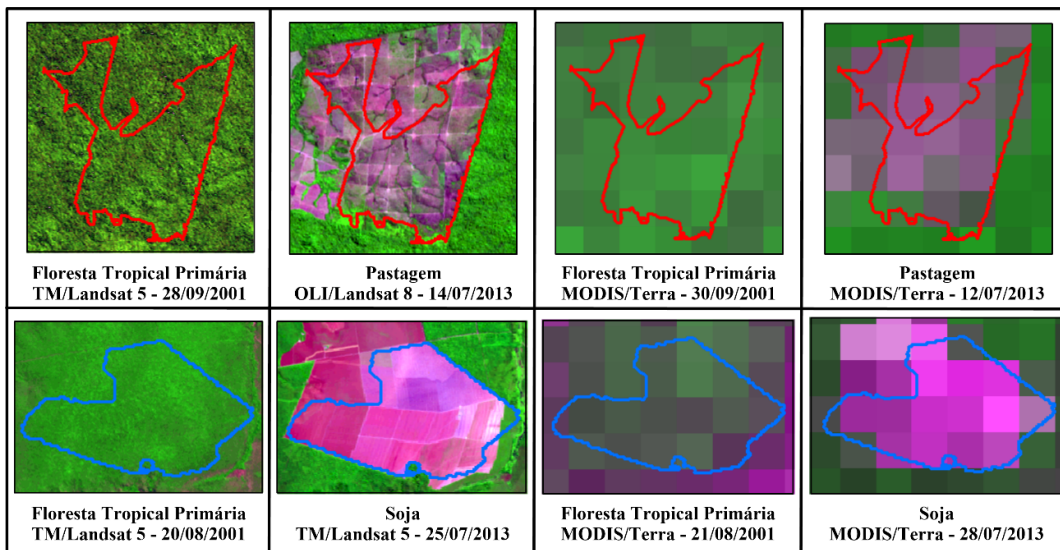 Floresta Tropical Primária
TM/Landsat 5 - 28/09/2001
Pastagem
OLI/Landsat 8 - 14/07/2013
Floresta Tropical Primária
MODIS/Terra - 30/09/2001
Pastagem
MODIS/Terra - 12/07/2013
Floresta Tropical Primária
TM/Landsat 5 - 20/08/2001
Soja
TM/Landsat 5 - 25/07/2013
Floresta Tropical Primária
MODIS/Terra - 21/08/2001
Soja
MODIS/Terra - 28/07/2013